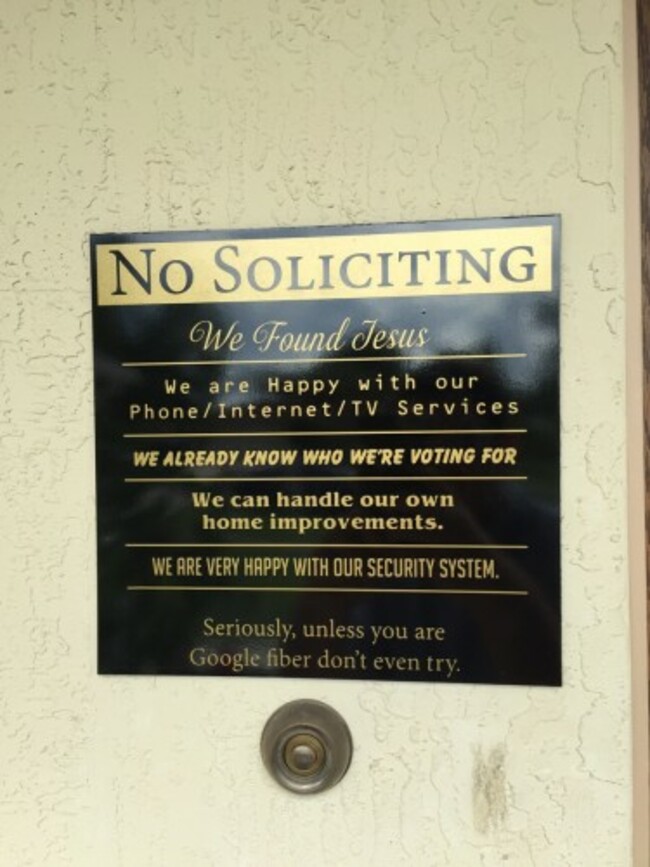 No Soliciting
We Found Jesus
We are Happy with our
Phone/Internet/TV Services
WE ALREADY KNOW WHO WE'RE VOTING FOR
We can handle our own
home improvements.
WE ARE VERY HAPPY WITH OUR SECURITY SYSTEM.
Seriously, unless you are
Google fiber don't even try.